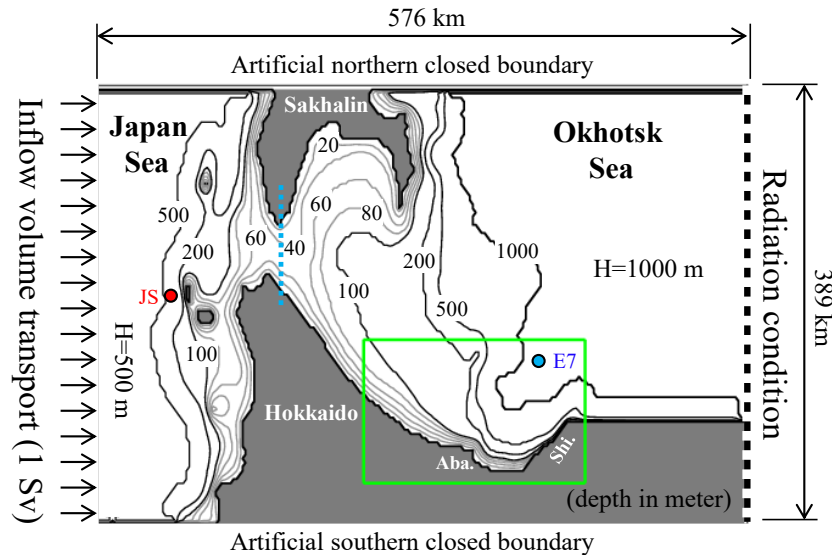 576 km
Artificial northern closed boundary
Inflow volume transport (1 Sv)
Japan
Sea
Sakhalin
Okhotsk
Sea
20
500
60
80
200
60
40
1000
200
H=1000 m
JS
100
500
100
H=500 m
E7
Hokkaido
Aba.
Shi.
(depth in meter)
Radiation condition
389 km
Artificial southern closed boundary